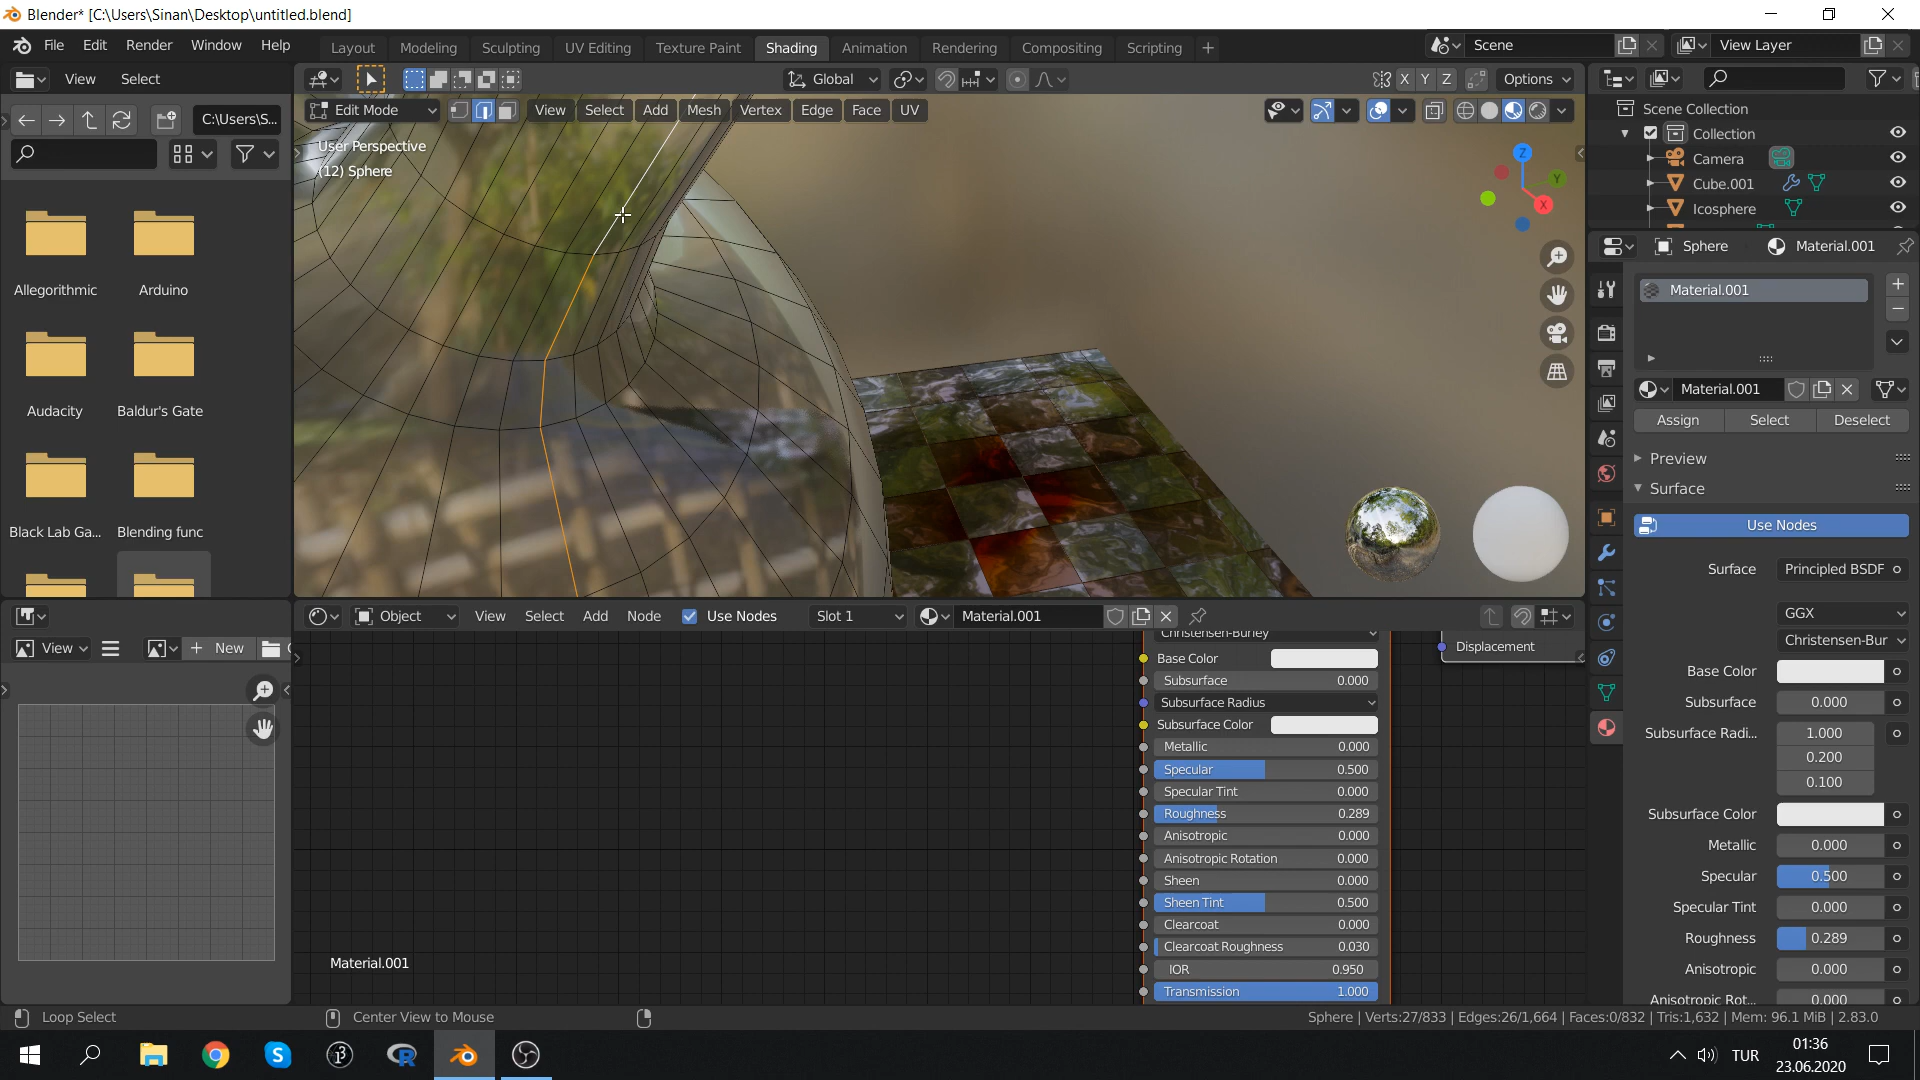 Blender* [C:\Users\Sinan\Desktop\untitled.blend]
File Edit Render Window Help Layout Modeling Sculpting UV Editing Texture Paint Shading Animation Rendering Compositing Scripting + Scene View Layer
View Select Global X Y Z Options
C:\Users\S... Edit Mode View Select Add Mesh Vertex Edge Face UV
User Perspective
(12) Sphere
Z
Y
X
Allegorithmic Arduino
Audacity Baldur's Gate
Black Lab Ga... Blending func
Scene Collection
Collection
Camera
Cube.001
Icosphere
Sphere Material.001
Material.001
Material.001
Assign Select Deselect
Preview
Surface
Use Nodes
Surface Principled BSDF
GGX
Christensen-Bur
Base Color
Subsurface 0.000
Subsurface Radi... 1.000
0.200
0.100
Subsurface Color
Metallic 0.000
Specular 0.500
Specular Tint 0.000
Roughness 0.289
Anisotropic 0.000
Anisotropic Rot... 0.000
Object View Select Add Node Use Nodes Slot 1 Material.001
View + New
Christensen-Burley
Base Color
Subsurface 0.000
Subsurface Radius
Subsurface Color
Metallic 0.000
Specular 0.500
Specular Tint 0.000
Roughness 0.289
Anisotropic 0.000
Anisotropic Rotation 0.000
Sheen 0.000
Sheen Tint 0.500
Clearcoat 0.000
Clearcoat Roughness 0.030
IOR 0.950
Transmission 1.000
Displacement
Material.001
Loop Select Center View to Mouse Sphere | Verts:27/833 | Edges:26/1,664 | Faces:0/832 | Tris:1,632 | Mem: 96.1 MiB | 2.83.0
TUR
01:36
23.06.2020